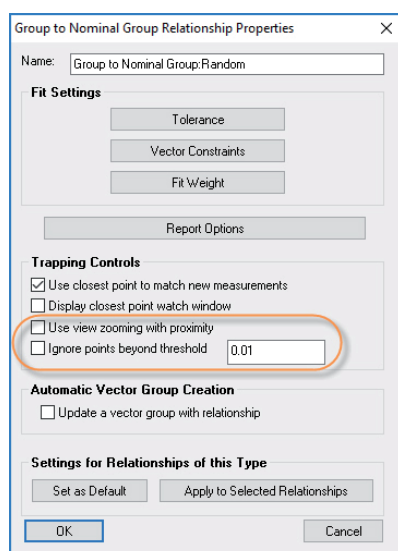 Group to Nominal Group Relationship Properties
Name: Group to Nominal Group:Random
Fit Settings
Tolerance
Vector Constraints
Fit Weight
Report Options
Trapping Controls
Use closest point to match new measurements
Display closest point watch window
Use view zooming with proximity
Ignore points beyond threshold 0.01
Automatic Vector Group Creation
Update a vector group with relationship
Settings for Relationships of this Type
Set as Default Apply to Selected Relationships
OK Cancel